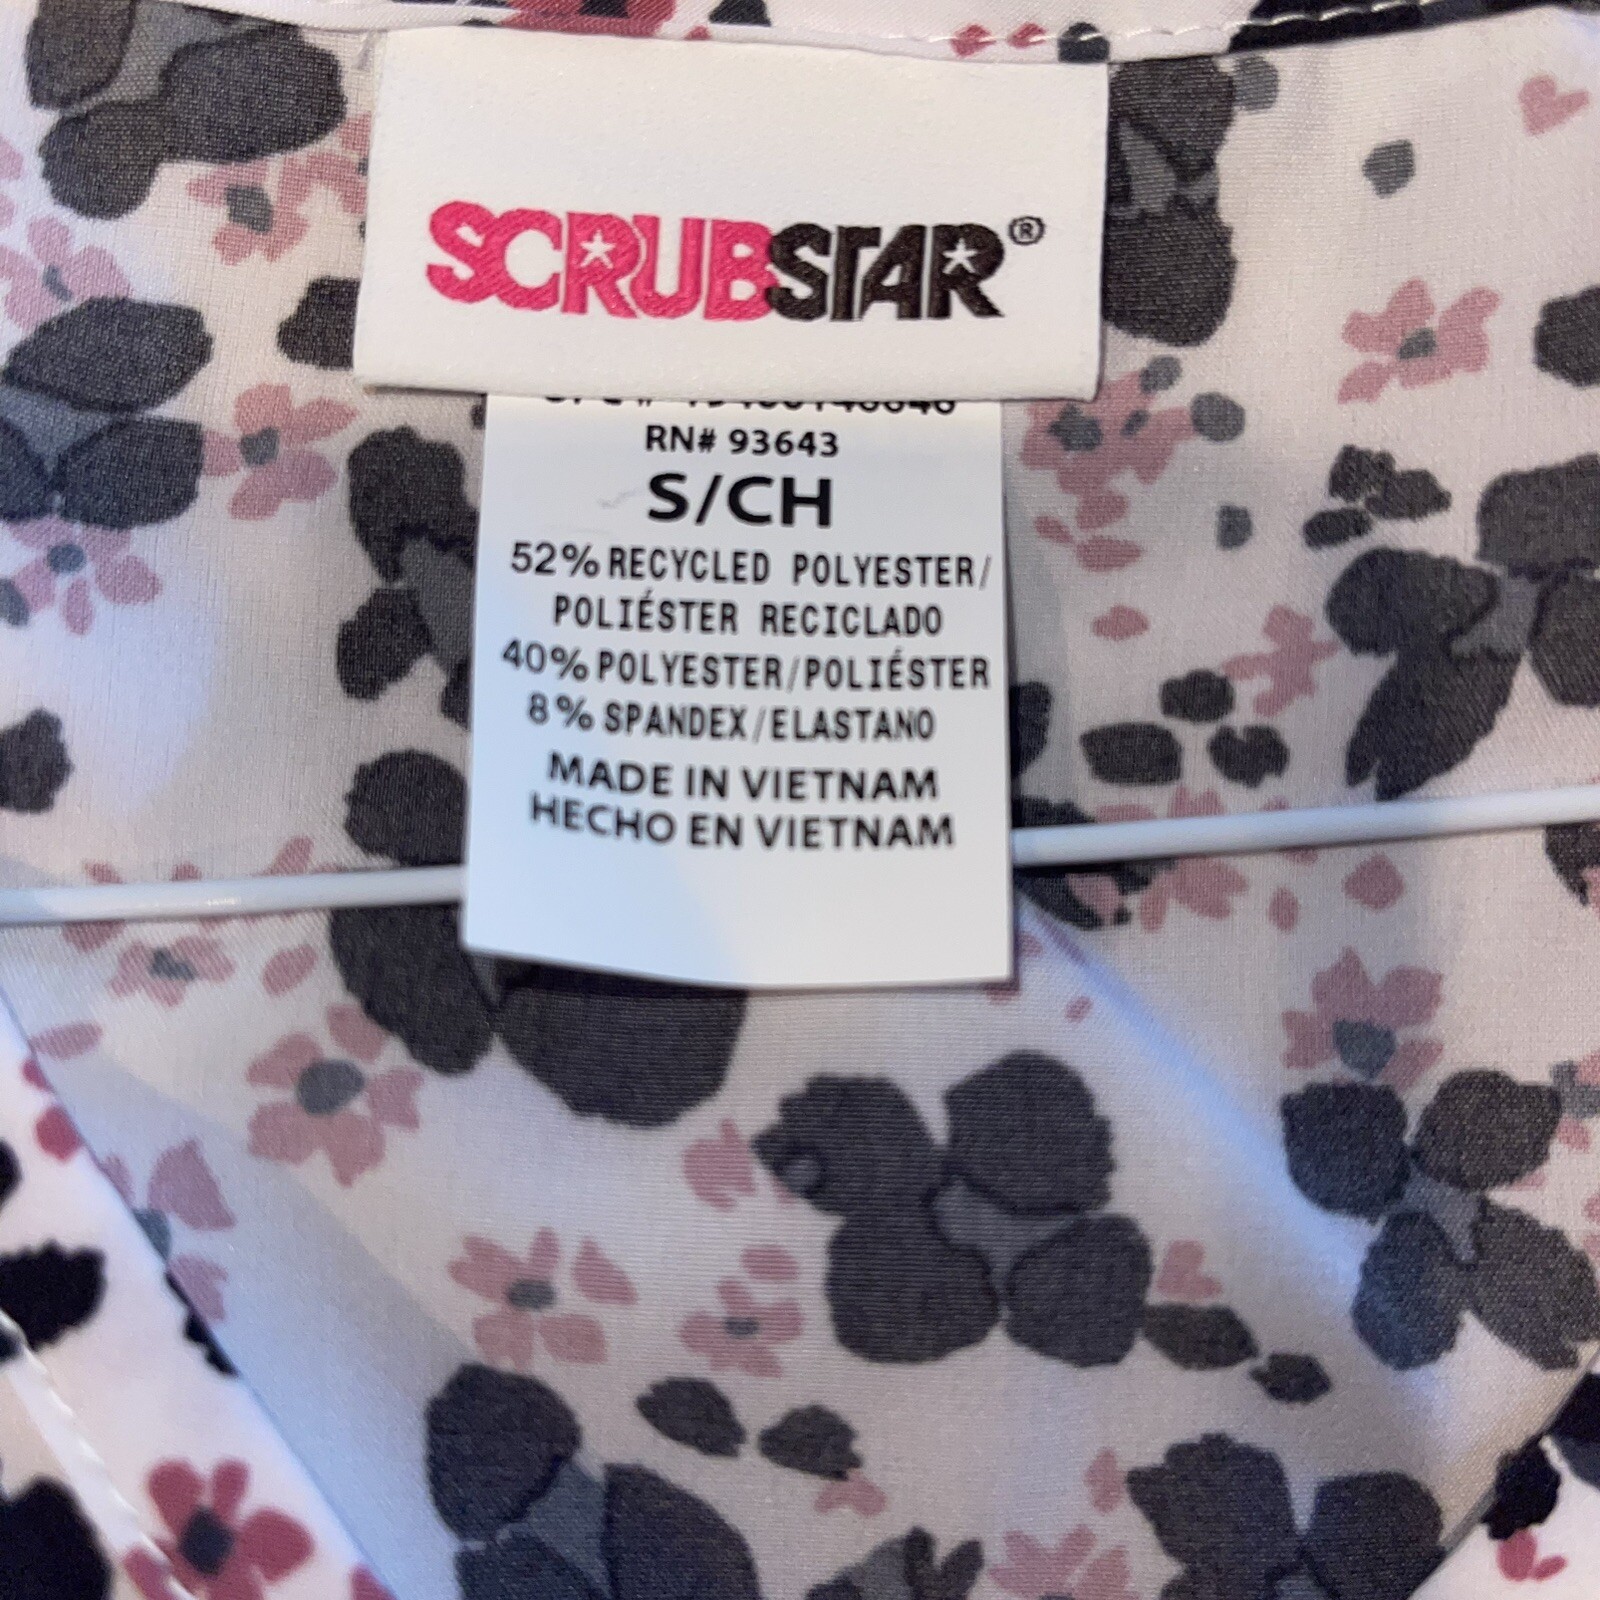 SCRUBSTAR®
RN# 93643
S/CH
52% RECYCLED POLYESTER/
POLIÉSTER RECICLADO
40% POLYESTER/POLIÉSTER
8% SPANDEX/ELASTANO
MADE IN VIETNAM
HECHO EN VIETNAM